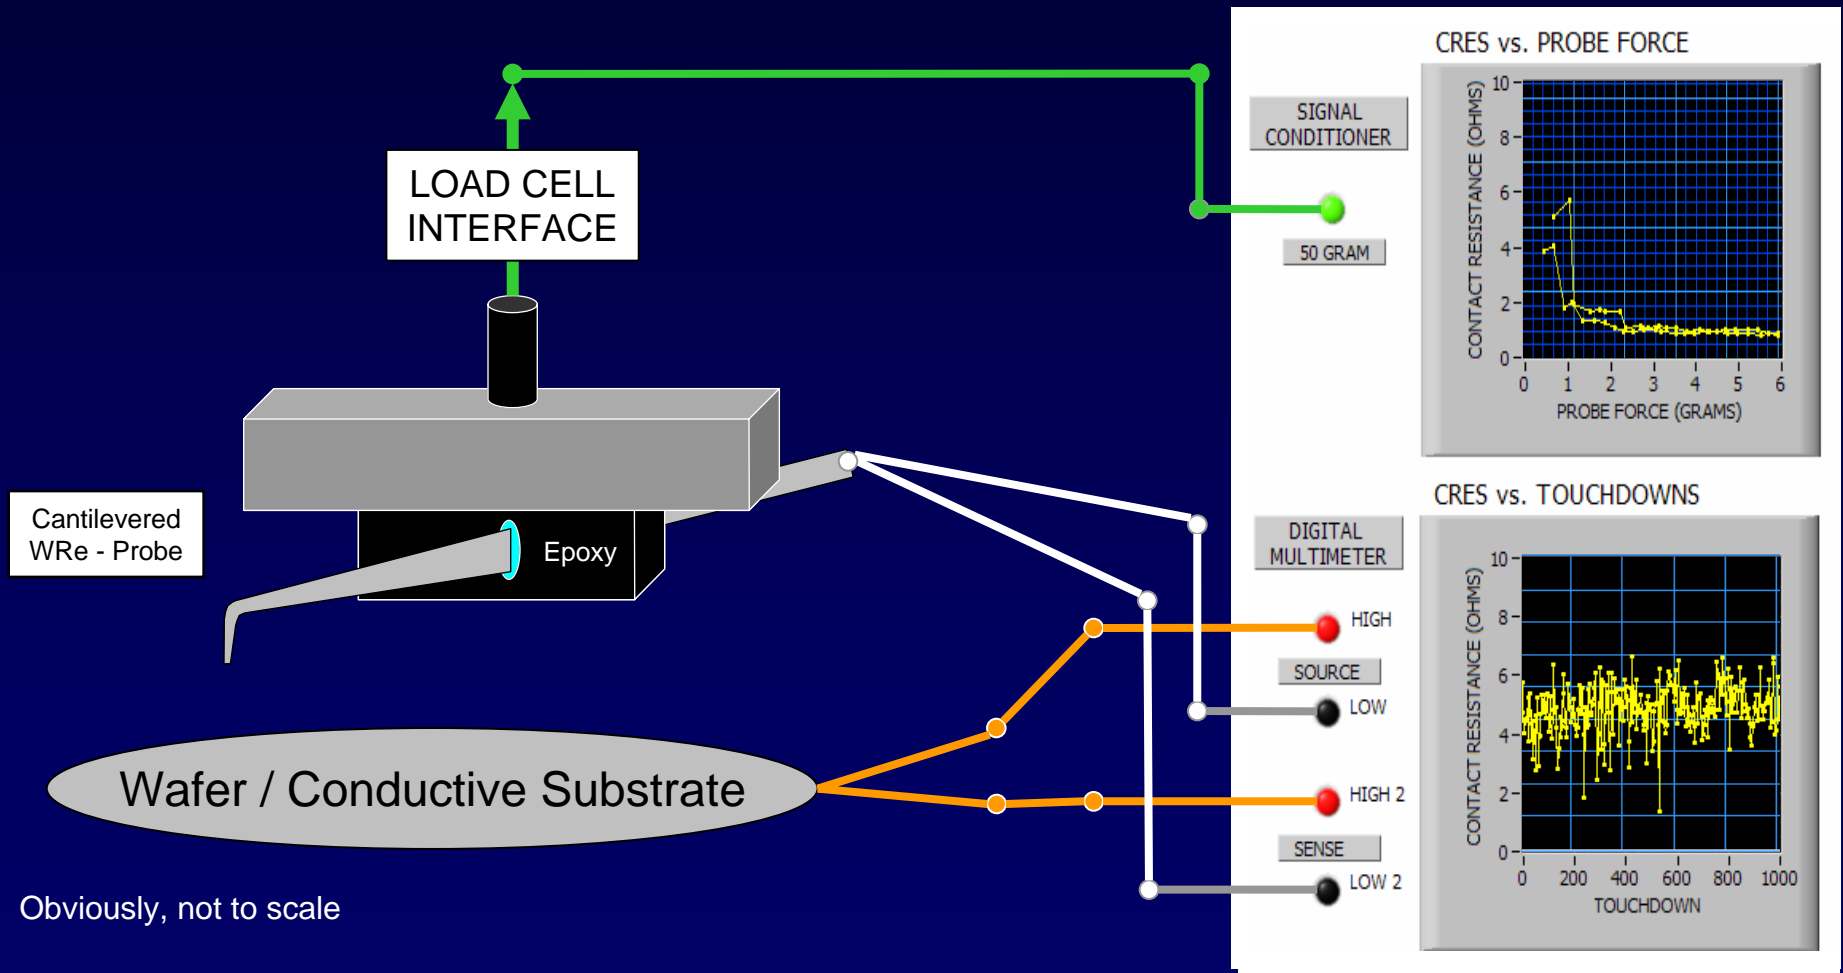 CRES vs. PROBE FORCE
SIGNAL
CONDITIONER
50 GRAM
CONTACT RESISTANCE (OHMS)
10
8
6
4
2
0
0 1 2 3 4 5 6
PROBE FORCE (GRAMS)
LOAD CELL
INTERFACE
Cantilevered
WRe - Probe
Epoxy
CRES vs. TOUCHDOWNS
DIGITAL
MULTIMETER
HIGH
SOURCE
LOW
HIGH 2
SENSE
LOW 2
CONTACT RESISTANCE (OHMS)
10
8
6
4
2
0
0 200 400 600 800 1000
TOUCHDOWN
Wafer / Conductive Substrate
Obviously, not to scale